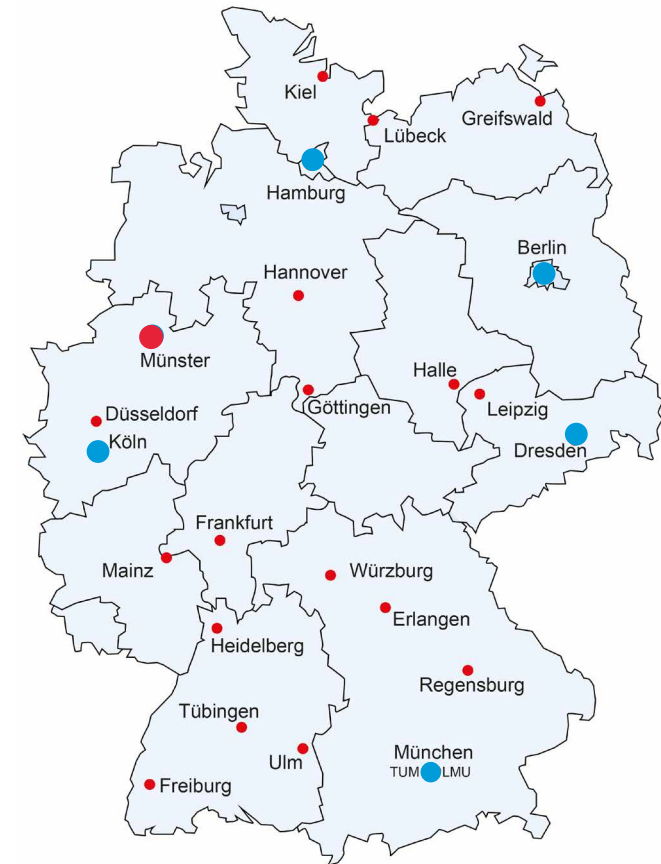 Kiel
Greifswald
Lübeck
Hamburg
Berlin
Hannover
Münster
Halle
Göttingen
Leipzig
Düsseldorf
Köln
Dresden
Frankfurt
Mainz
Würzburg
Erlangen
Heidelberg
Regensburg
Tübingen
Ulm
München
TUM LMU
Freiburg